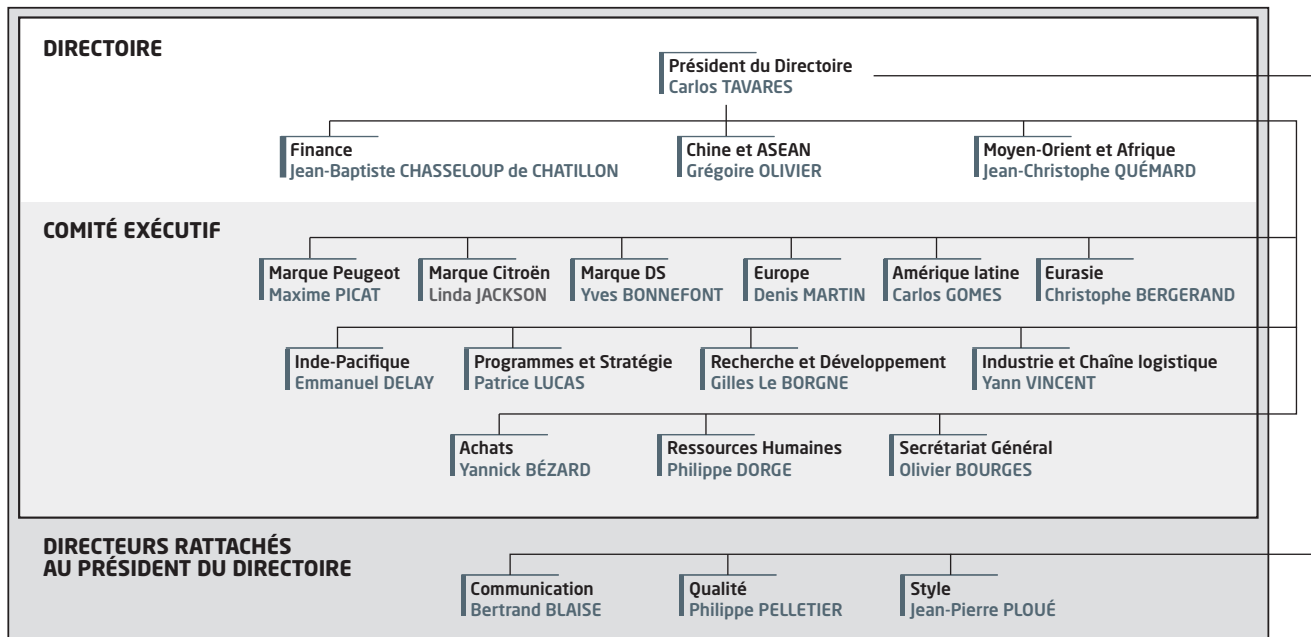 DIRECTOIRE
Président du Directoire
Carlos TAVARES
Finance
Jean-Baptiste CHASSELOUP de CHATILLON
Chine et ASEAN
Grégoire OLIVIER
Moyen-Orient et Afrique
Jean-Christophe QUÉMARD
COMITÉ EXÉCUTIF
Marque Peugeot
Maxime PICAT
Marque Citroën
Linda JACKSON
Marque DS
Yves BONNEFONT
Europe
Denis MARTIN
Amérique latine
Carlos GOMES
Eurasie
Christophe BERGERAND
Inde-Pacifique
Emmanuel DELAY
Programmes et Stratégie
Patrice LUCAS
Recherche et Développement
Gilles Le BORGNE
Industrie et Chaîne logistique
Yann VINCENT
Achats
Yannick BÉZARD
Ressources Humaines
Philippe DORGE
Secrétariat Général
Olivier BOURGES
DIRECTEURS RATTACHÉS
AU PRÉSIDENT DU DIRECTOIRE
Communication
Bertrand BLAISE
Qualité
Philippe PELLETIER
Style
Jean-Pierre PLOUÉ